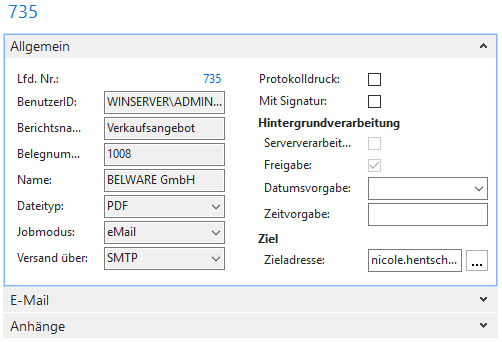 735
Allgemein
Lfd. Nr.: 735
BenutzerID: WINSERVER\ADMIN...
Berichtsna... Verkaufsangebot
Belegnum... 1008
Name: BELWARE GmbH
Dateityp: PDF
Jobmodus: eMail
Versand über: SMTP
Protokolldruck:
Mit Signatur:
Hintergrundverarbeitung
Serververarbeit...
Freigabe:
Datumsvorgabe:
Zeitvorgabe:
Ziel
Zieladresse: nicole.hentsch... ...
E-Mail
Anhänge